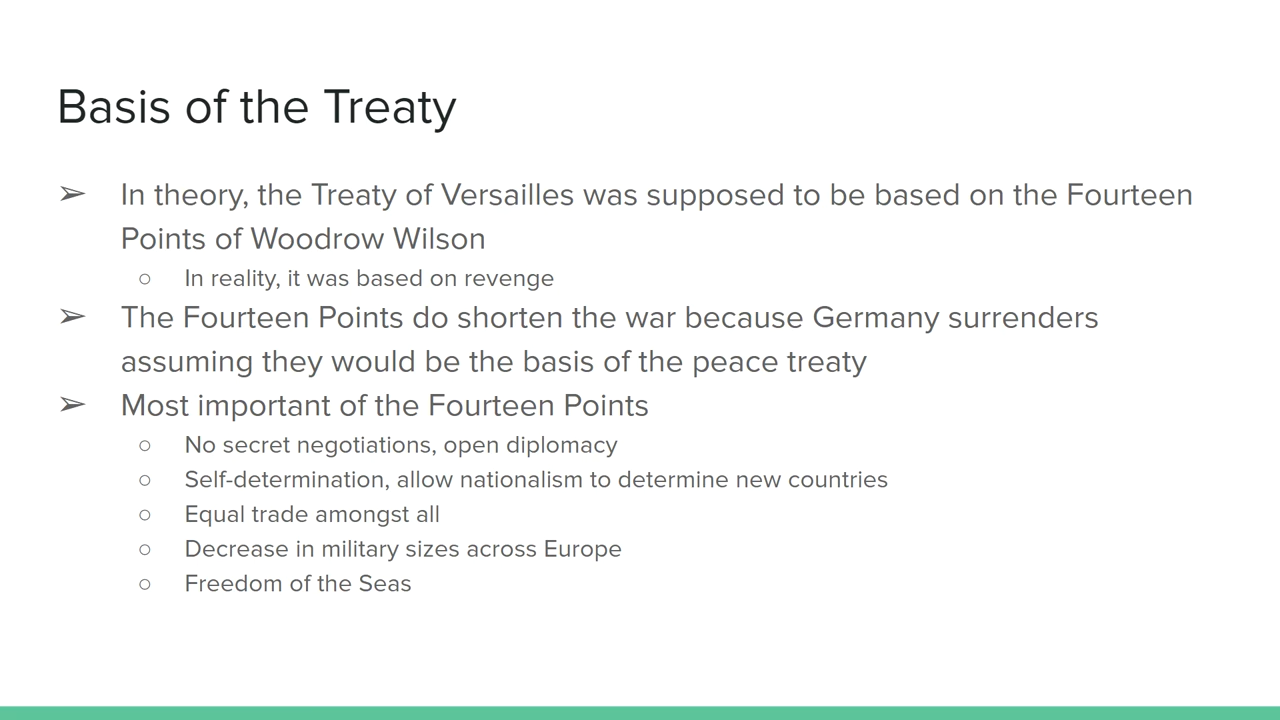 Basis of the Treaty
➢ In theory, the Treaty of Versailles was supposed to be based on the Fourteen
Points of Woodrow Wilson
○ In reality, it was based on revenge
➢ The Fourteen Points do shorten the war because Germany surrenders
assuming they would be the basis of the peace treaty
➢ Most important of the Fourteen Points
○ No secret negotiations, open diplomacy
○ Self-determination, allow nationalism to determine new countries
○ Equal trade amongst all
○ Decrease in military sizes across Europe
○ Freedom of the Seas